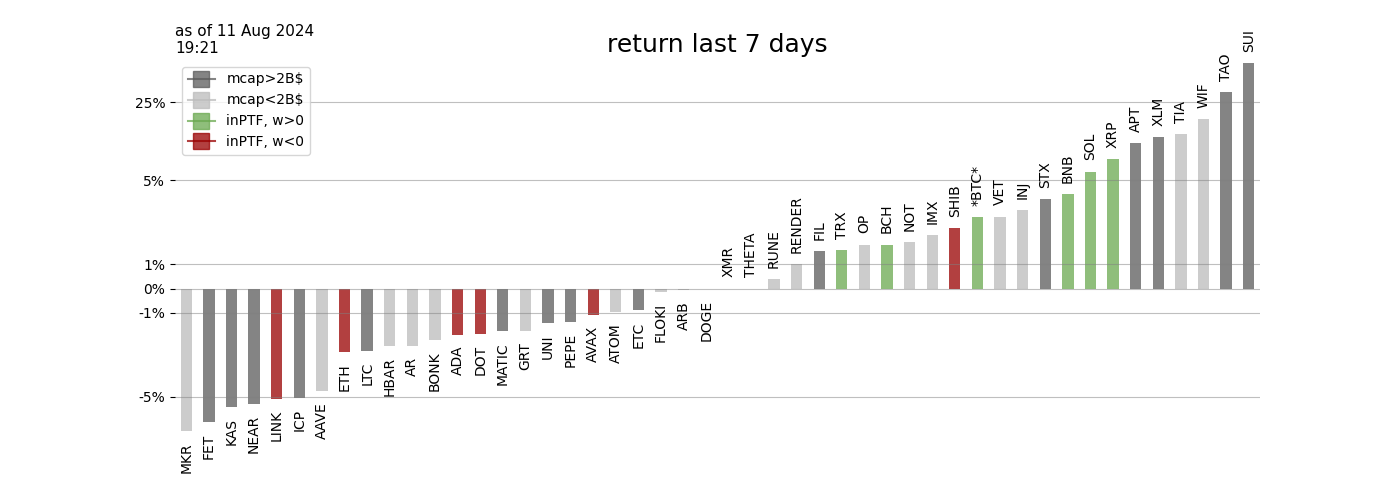 as of 11 Aug 2024
19:21
return last 7 days
mcap>2B$
mcap<2B$
inPTF, w>0
inPTF, w<0
25%
5%
1%
0%
-1%
-5%
MKR
FET
KAS
NEAR
LINK
ICP
AAVE
ETH
LTC
HBAR
AR
BONK
ADA
DOT
MATIC
GRT
UNI
PEPE
AVAX
ATOM
ETC
FLOKI
ARB
DOGE
XMR
THETA
RUNE
RENDER
FIL
TRX
OP
BCH
NOT
IMX
SHIB
*BTC*
VET
INJ
STX
BNB
SOL
XRP
APT
XLM
TIA
WIF
TAO
SUI